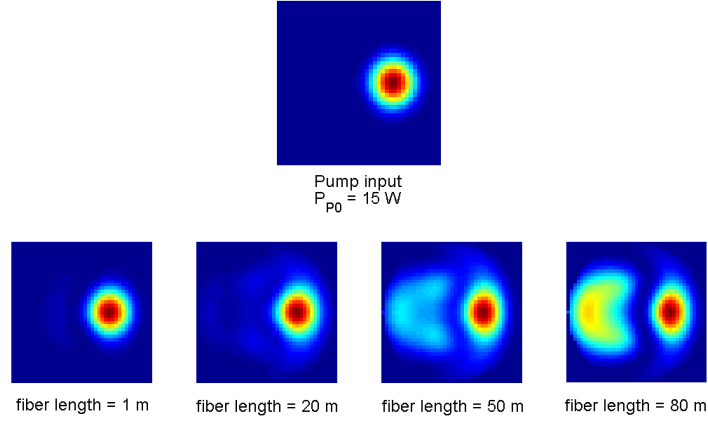 Pump input
P_P0 = 15 W
fiber length = 1 m
fiber length = 20 m
fiber length = 50 m
fiber length = 80 m